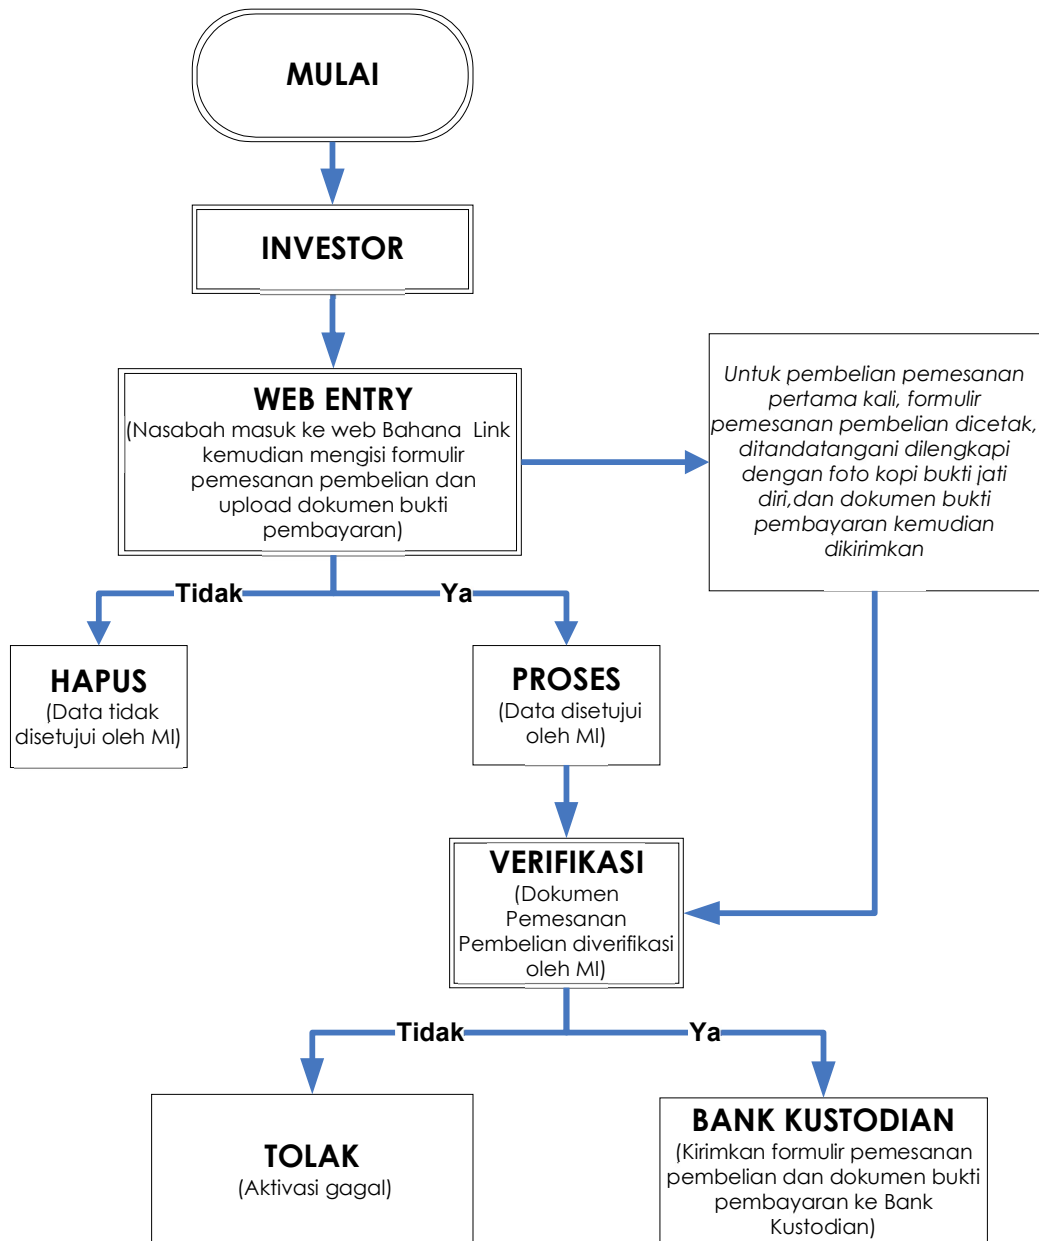 MULAI
INVESTOR
WEB ENTRY
(Nasabah masuk ke web Bahana Link
kemudian mengisi formulir
pemesanan pembelian dan
upload dokumen bukti
pembayaran)
Untuk pembelian pemesanan
pertama kali, formulir
pemesanan pembelian dicetak,
ditandatangani dilengkapi
dengan foto kopi bukti jati
diri,dan dokumen bukti
pembayaran kemudian
dikirimkan
Tidak
Ya
HAPUS
(Data tidak
disetujui oleh MI)
PROSES
(Data disetujui
oleh MI)
VERIFIKASI
(Dokumen
Pemesanan
Pembelian diverifikasi
oleh MI)
Tidak
Ya
TOLAK
(Aktivasi gagal)
BANK KUSTODIAN
(Kirimkan formulir pemesanan
pembelian dan dokumen bukti
pembayaran ke Bank
Kustodian)